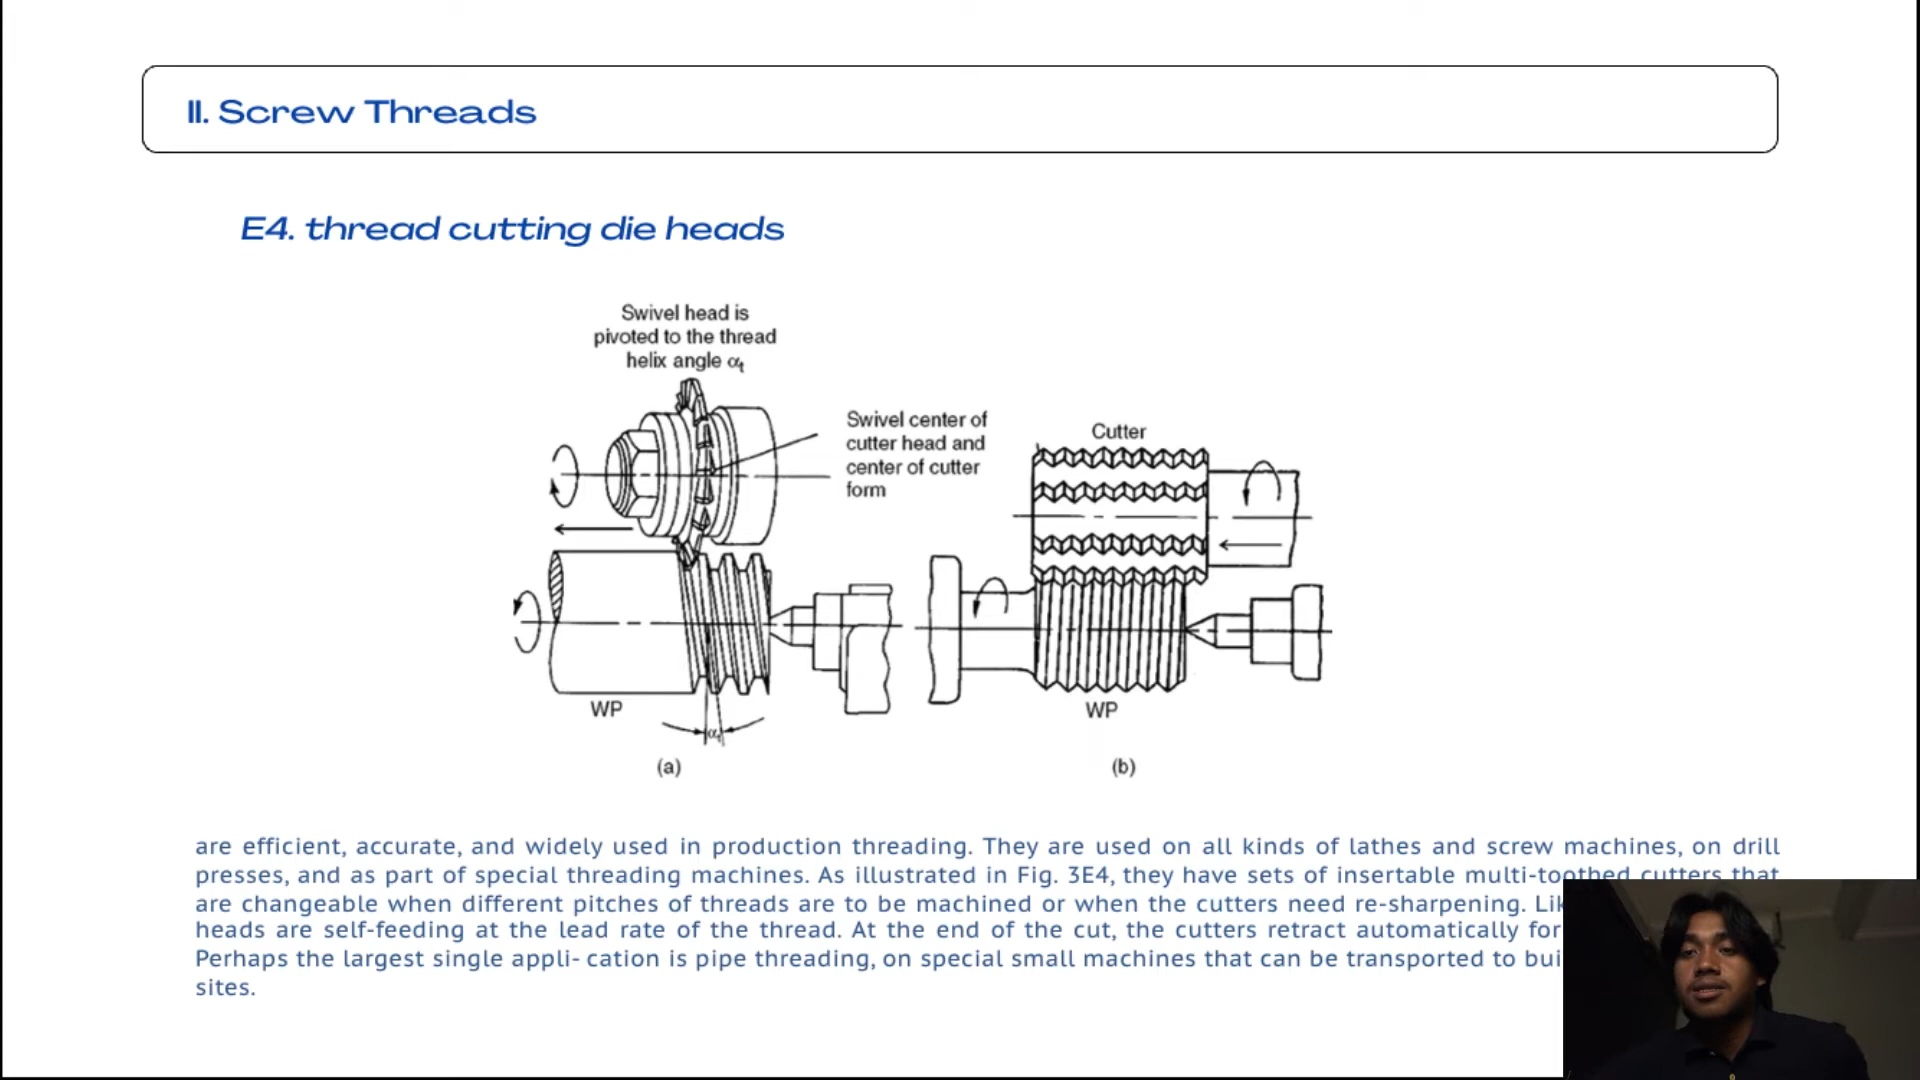 II. Screw Threads
E4. thread cutting die heads
Swivel head is
pivoted to the thread
helix angle αt
Swivel center of
cutter head and
center of cutter
form
Cutter
WP
αt
WP
(a)
(b)
are efficient, accurate, and widely used in production threading. They are used on all kinds of lathes and screw machines, on drill
presses, and as part of special threading machines. As illustrated in Fig. 3E4, they have sets of insertable multi-toothed cutters that
are changeable when different pitches of threads are to be machined or when the cutters need re-sharpening.
heads are self-feeding at the lead rate of the thread. At the end of the cut, the cutters retract automatically for
Perhaps the largest single appli- cation is pipe threading, on special small machines that can be transported to
sites.